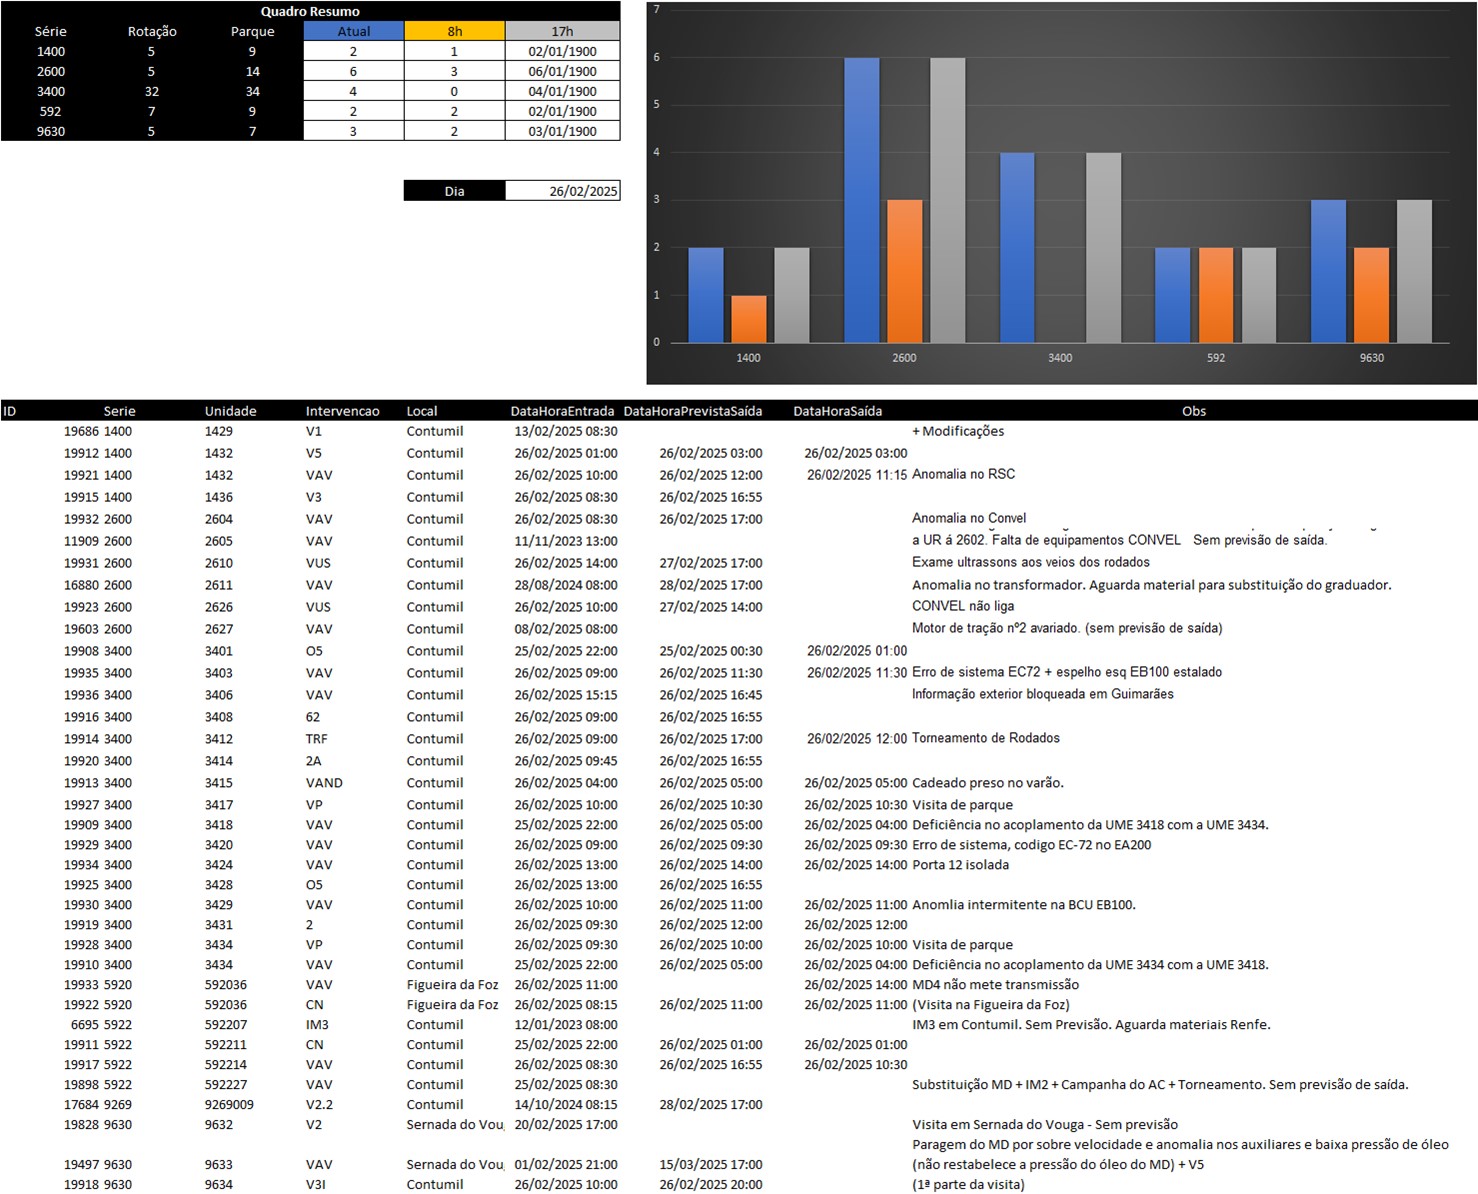 Quadro Resumo
Série Rotação Parque Atual 8h 17h
1400 5 9 2 1 02/01/1900
2600 5 14 6 3 06/01/1900
3400 32 34 4 0 04/01/1900
592 7 9 2 2 02/01/1900
9630 5 7 3 2 03/01/1900
Dia 26/02/2025
7
6
5
4
3
2
1
0
1400 2600 3400 592 9630
ID Serie Unidade Intervencao Local DataHoraEntrada DataHoraPrevistaSaída DataHoraSaída Obs
19686 1400 1429 V1 Contumil 13/02/2025 08:30 + Modificações
19912 1400 1432 V5 Contumil 26/02/2025 01:00 26/02/2025 03:00 26/02/2025 03:00
19921 1400 1432 VAV Contumil 26/02/2025 10:00 26/02/2025 12:00 26/02/2025 11:15 Anomalia no RSC
19915 1400 1436 V3 Contumil 26/02/2025 08:30 26/02/2025 16:55
19932 2600 2604 VAV Contumil 26/02/2025 08:30 26/02/2025 17:00 Anomalia no Convel
11909 2600 2605 VAV Contumil 11/11/2023 13:00 a UR á 2602. Falta de equipamentos CONVEL Sem previsão de saída.
19931 2600 2610 VUS Contumil 26/02/2025 14:00 27/02/2025 17:00 Exame ultrassons aos veios dos rodados
16880 2600 2611 VAV Contumil 28/08/2024 08:00 28/02/2025 17:00 Anomalia no transformador. Aguarda material para substituição do graduador.
19923 2600 2626 VUS Contumil 26/02/2025 10:00 27/02/2025 14:00 CONVEL não liga
19603 2600 2627 VAV Contumil 08/02/2025 08:00 Motor de tração nº2 avariado. (sem previsão de saída)
19908 3400 3401 O5 Contumil 25/02/2025 22:00 25/02/2025 00:30 26/02/2025 01:00
19935 3400 3403 VAV Contumil 26/02/2025 09:00 26/02/2025 11:30 26/02/2025 11:30 Erro de sistema EC72 + espelho esq EB100 estalado
19936 3400 3406 VAV Contumil 26/02/2025 15:15 26/02/2025 16:45 Informação exterior bloqueada em Guimarães
19916 3400 3408 62 Contumil 26/02/2025 09:00 26/02/2025 16:55
19914 3400 3412 TRF Contumil 26/02/2025 09:00 26/02/2025 17:00 26/02/2025 12:00 Torneamento de Rodados
19920 3400 3414 2A Contumil 26/02/2025 09:45 26/02/2025 16:55
19913 3400 3415 VAND Contumil 26/02/2025 04:00 26/02/2025 05:00 26/02/2025 05:00 Cadeado preso no varão.
19927 3400 3417 VP Contumil 26/02/2025 10:00 26/02/2025 10:30 26/02/2025 10:30 Visita de parque
19909 3400 3418 VAV Contumil 25/02/2025 22:00 26/02/2025 05:00 26/02/2025 04:00 Deficiência no acoplamento da UME 3418 com a UME 3434.
19929 3400 3420 VAV Contumil 26/02/2025 09:00 26/02/2025 09:30 26/02/2025 09:30 Erro de sistema, codigo EC-72 no EA200
19934 3400 3424 VAV Contumil 26/02/2025 13:00 26/02/2025 14:00 26/02/2025 14:00 Porta 12 isolada
19925 3400 3428 O5 Contumil 26/02/2025 13:00 26/02/2025 16:55
19930 3400 3429 VAV Contumil 26/02/2025 10:00 26/02/2025 11:00 26/02/2025 11:00 Anomlia intermitente na BCU EB100.
19919 3400 3431 2 Contumil 26/02/2025 09:30 26/02/2025 12:00 26/02/2025 12:00
19928 3400 3434 VP Contumil 26/02/2025 09:30 26/02/2025 10:00 26/02/2025 10:00 Visita de parque
19910 3400 3434 VAV Contumil 25/02/2025 22:00 26/02/2025 05:00 26/02/2025 04:00 Deficiência no acoplamento da UME 3434 com a UME 3418.
19933 5920 592036 VAV Figueira da Foz 26/02/2025 11:00 26/02/2025 14:00 MD4 não mete transmissão
19922 5920 592036 CN Figueira da Foz 26/02/2025 08:15 26/02/2025 11:00 26/02/2025 11:00 (Visita na Figueira da Foz)
6695 5922 592207 IM3 Contumil 12/01/2023 08:00 IM3 em Contumil. Sem Previsão. Aguarda materiais Renfe.
19911 5922 592211 CN Contumil 25/02/2025 22:00 26/02/2025 01:00 26/02/2025 01:00
19917 5922 592214 VAV Contumil 26/02/2025 08:30 26/02/2025 16:55 26/02/2025 10:30
19898 5922 592227 VAV Contumil 25/02/2025 08:30 Substituição MD + IM2 + Campanha do AC + Torneamento. Sem previsão de saída.
17684 9269 9269009 V2.2 Contumil 14/10/2024 08:15 28/02/2025 17:00
19828 9630 9632 V2 Sernada do Vou 20/02/2025 17:00 Visita em Sernada do Vouga - Sem previsão
Paragem do MD por sobre velocidade e anomalia nos auxiliares e baixa pressão de óleo
19497 9630 9633 VAV Sernada do Vou 01/02/2025 21:00 15/03/2025 17:00 (não restabelece a pressão do óleo do MD) + V5
19918 9630 9634 V3I Contumil 26/02/2025 10:00 26/02/2025 20:00 (1ª parte da visita)